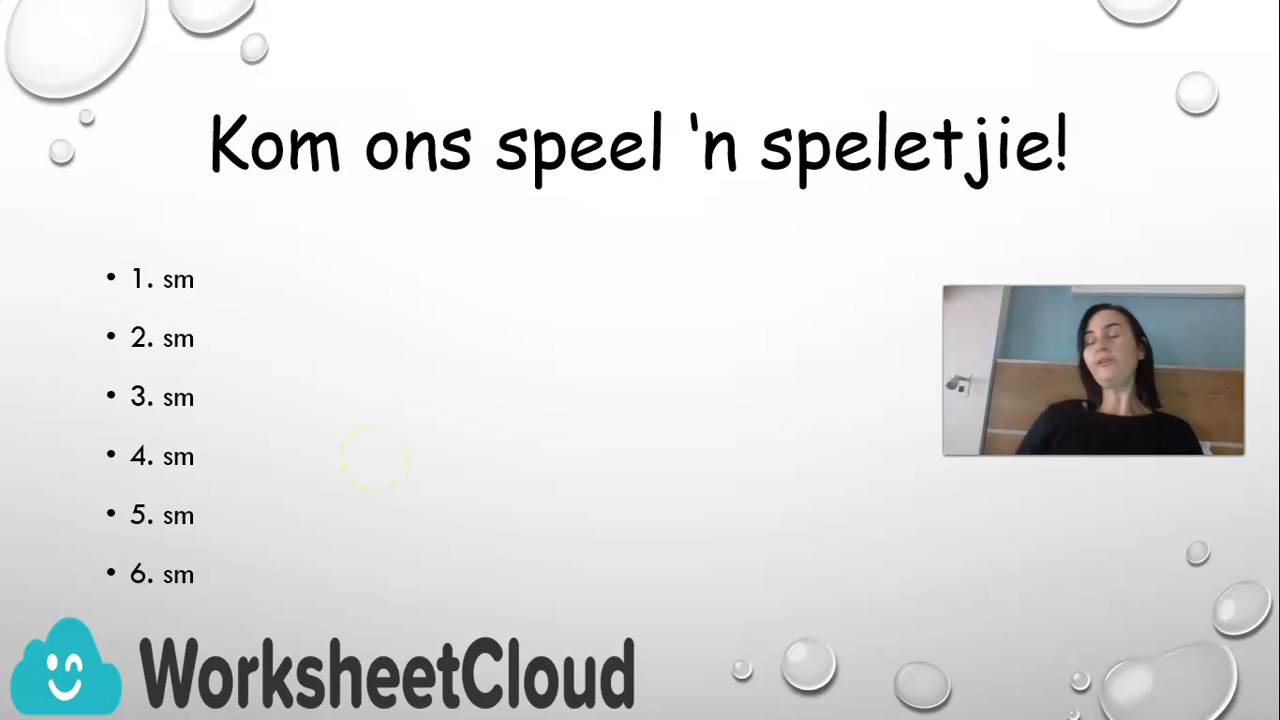 Kom ons speel 'n speletjie!
• 1. sm
• 2. sm
• 3. sm
• 4. sm
• 5. sm
• 6. sm
WorksheetCloud